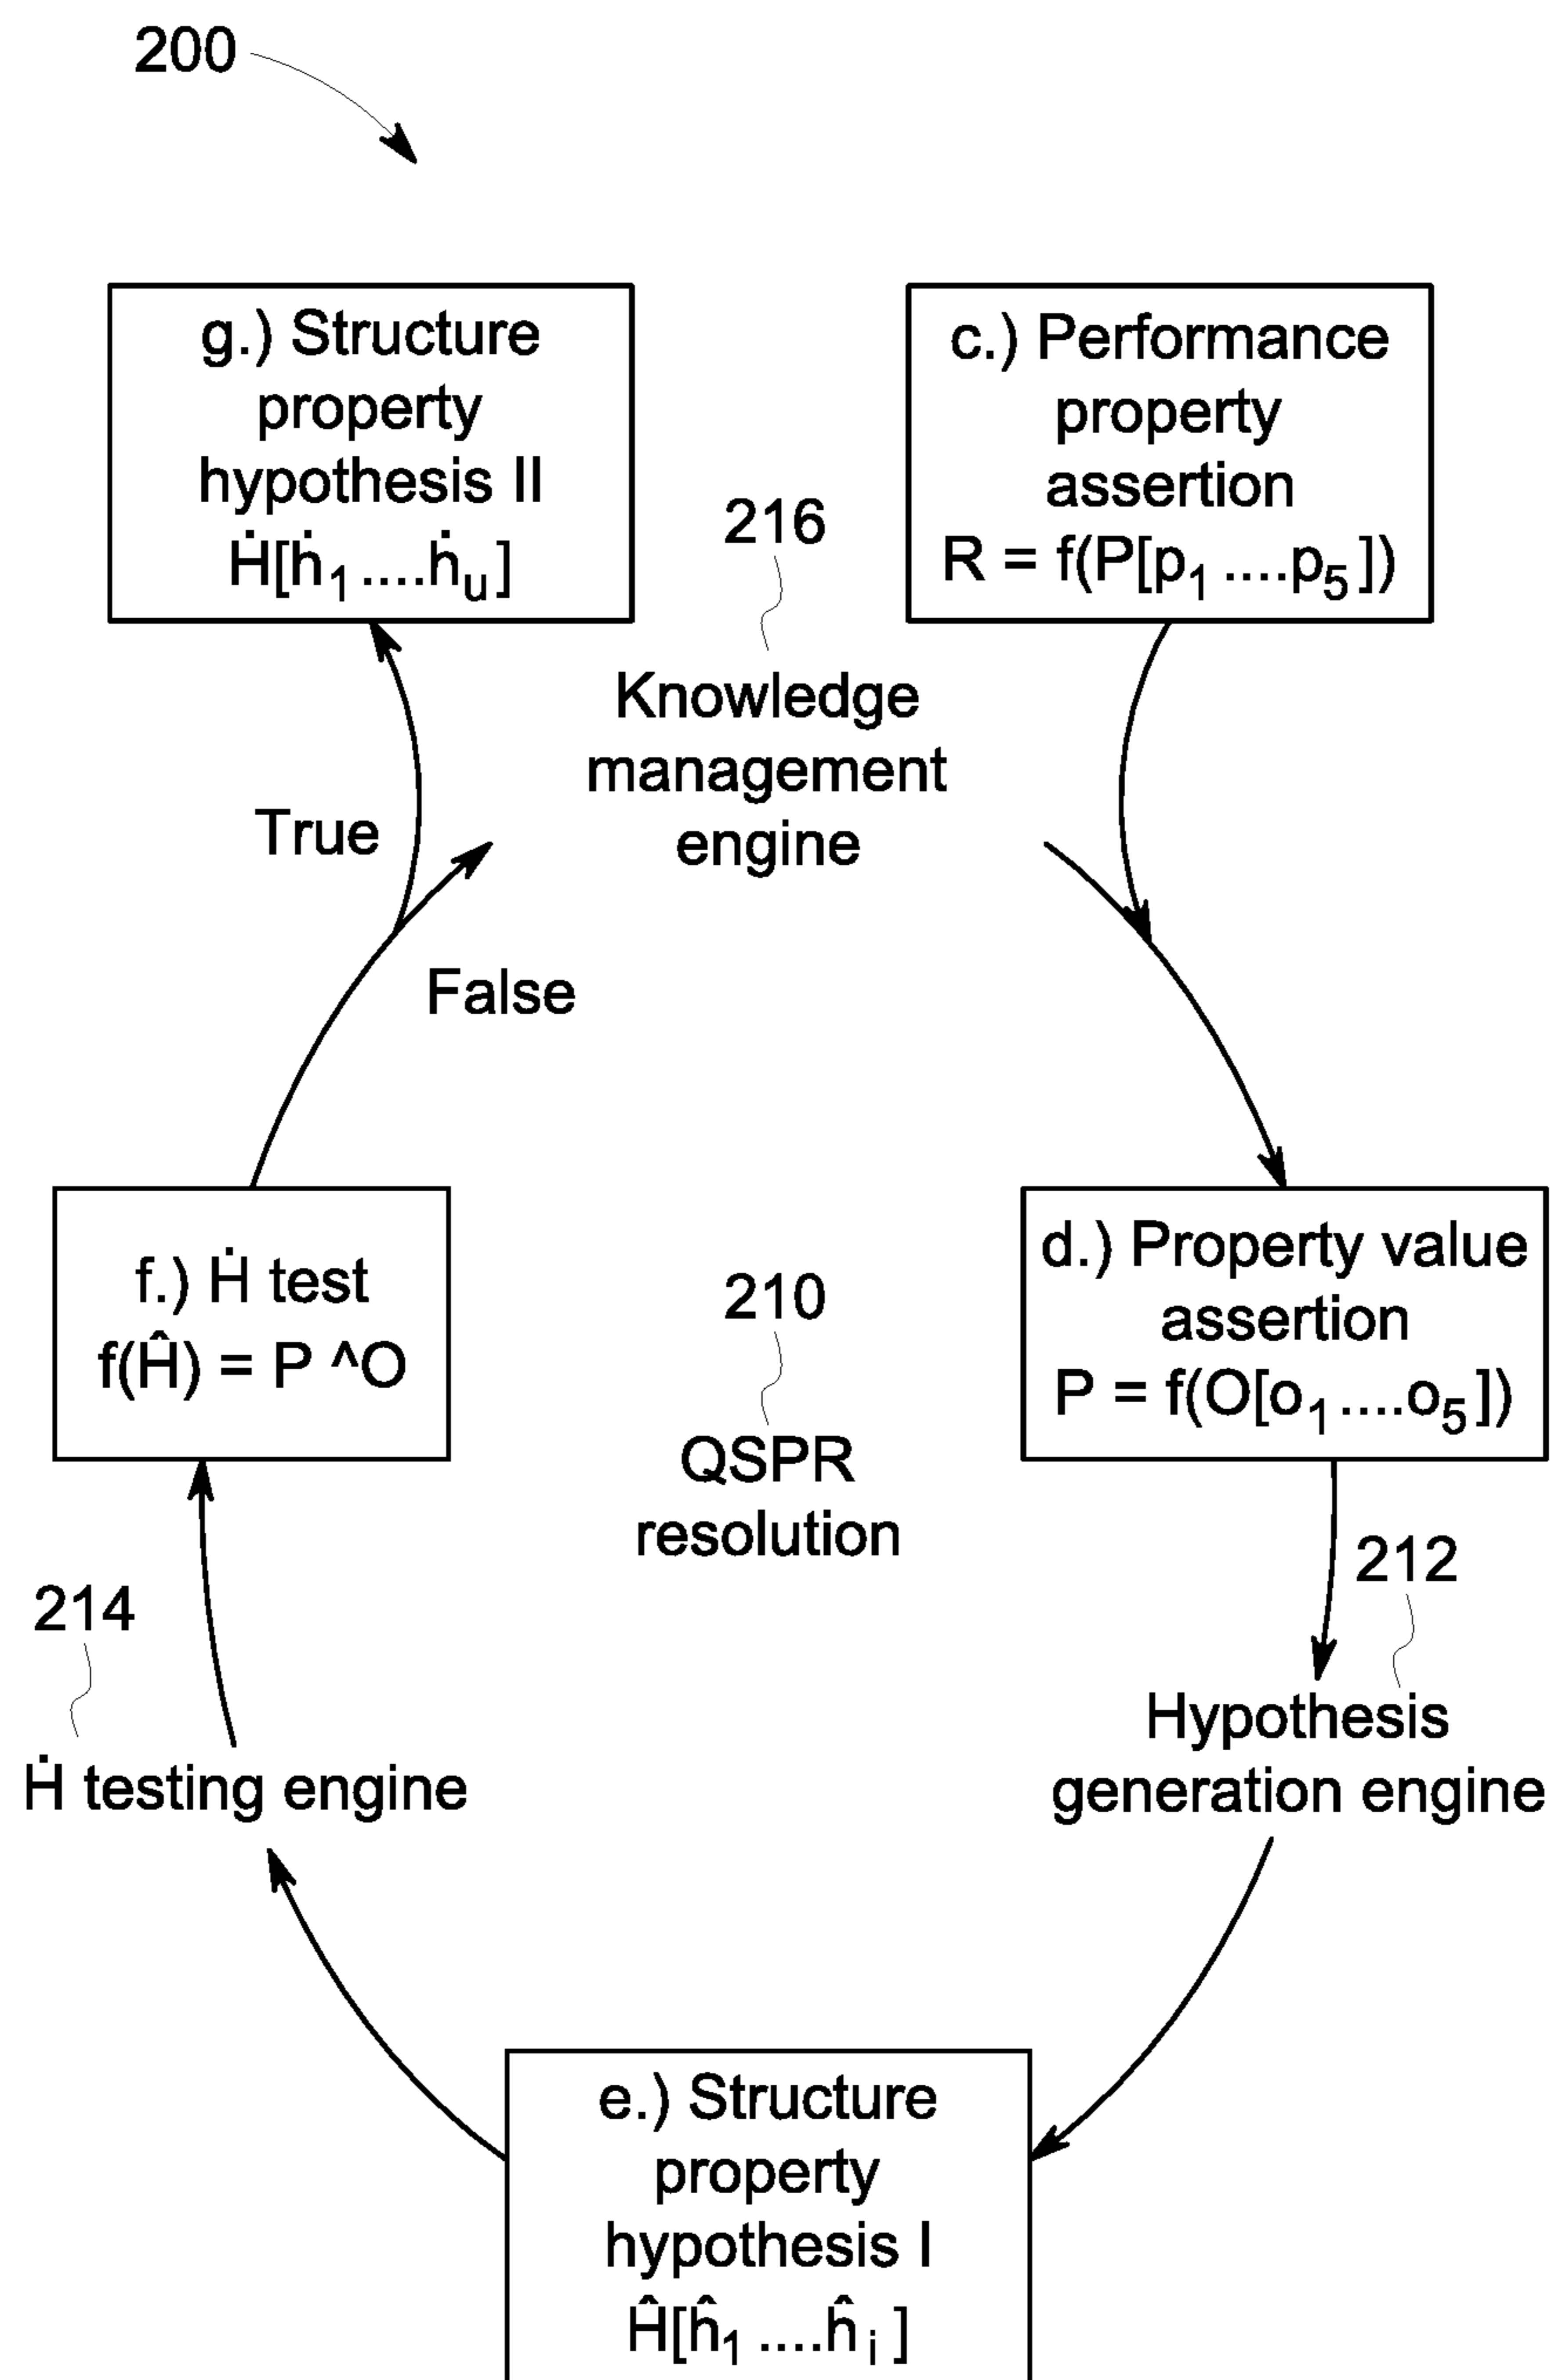 200
g.) Structure
property
hypothesis II
Ḣ[ḣ₁....ḣᵤ]
c.) Performance
property
assertion
R = f(P[p₁....p₅])
216
Knowledge
management
engine
True
False
f.) Ḣ test
f(Ĥ) = P ^O
210
QSPR
resolution
d.) Property value
assertion
P = f(O[o₁....o₅])
212
Hypothesis
generation engine
214
Ḣ testing engine
e.) Structure
property
hypothesis I
Ĥ[ĥ₁....ĥᵢ]